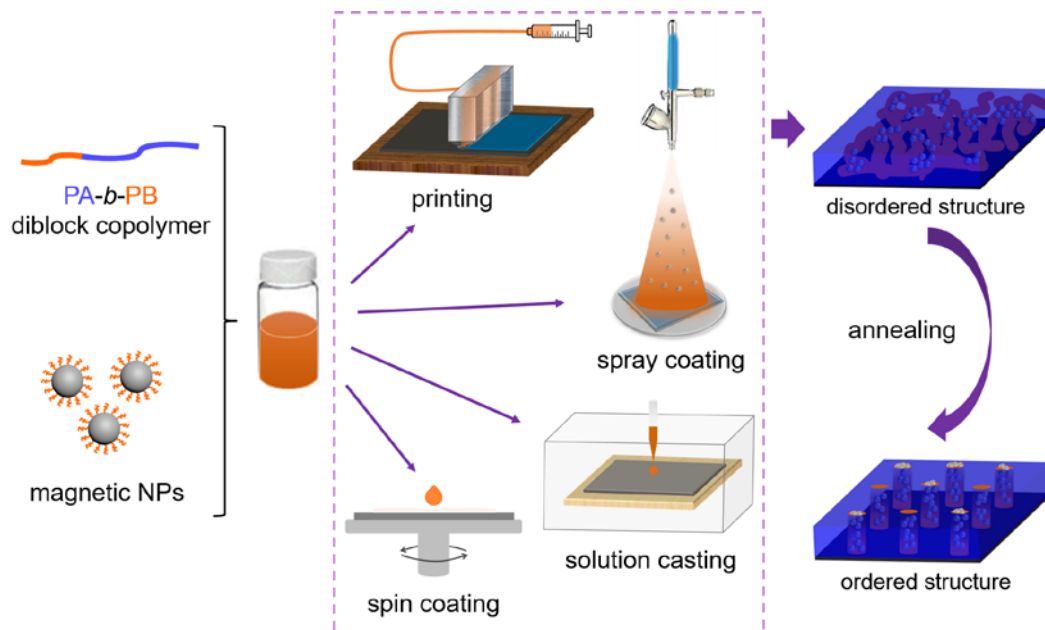 PA-b-PB
diblock copolymer
magnetic NPs
printing
spray coating
solution casting
spin coating
disordered structure
annealing
ordered structure